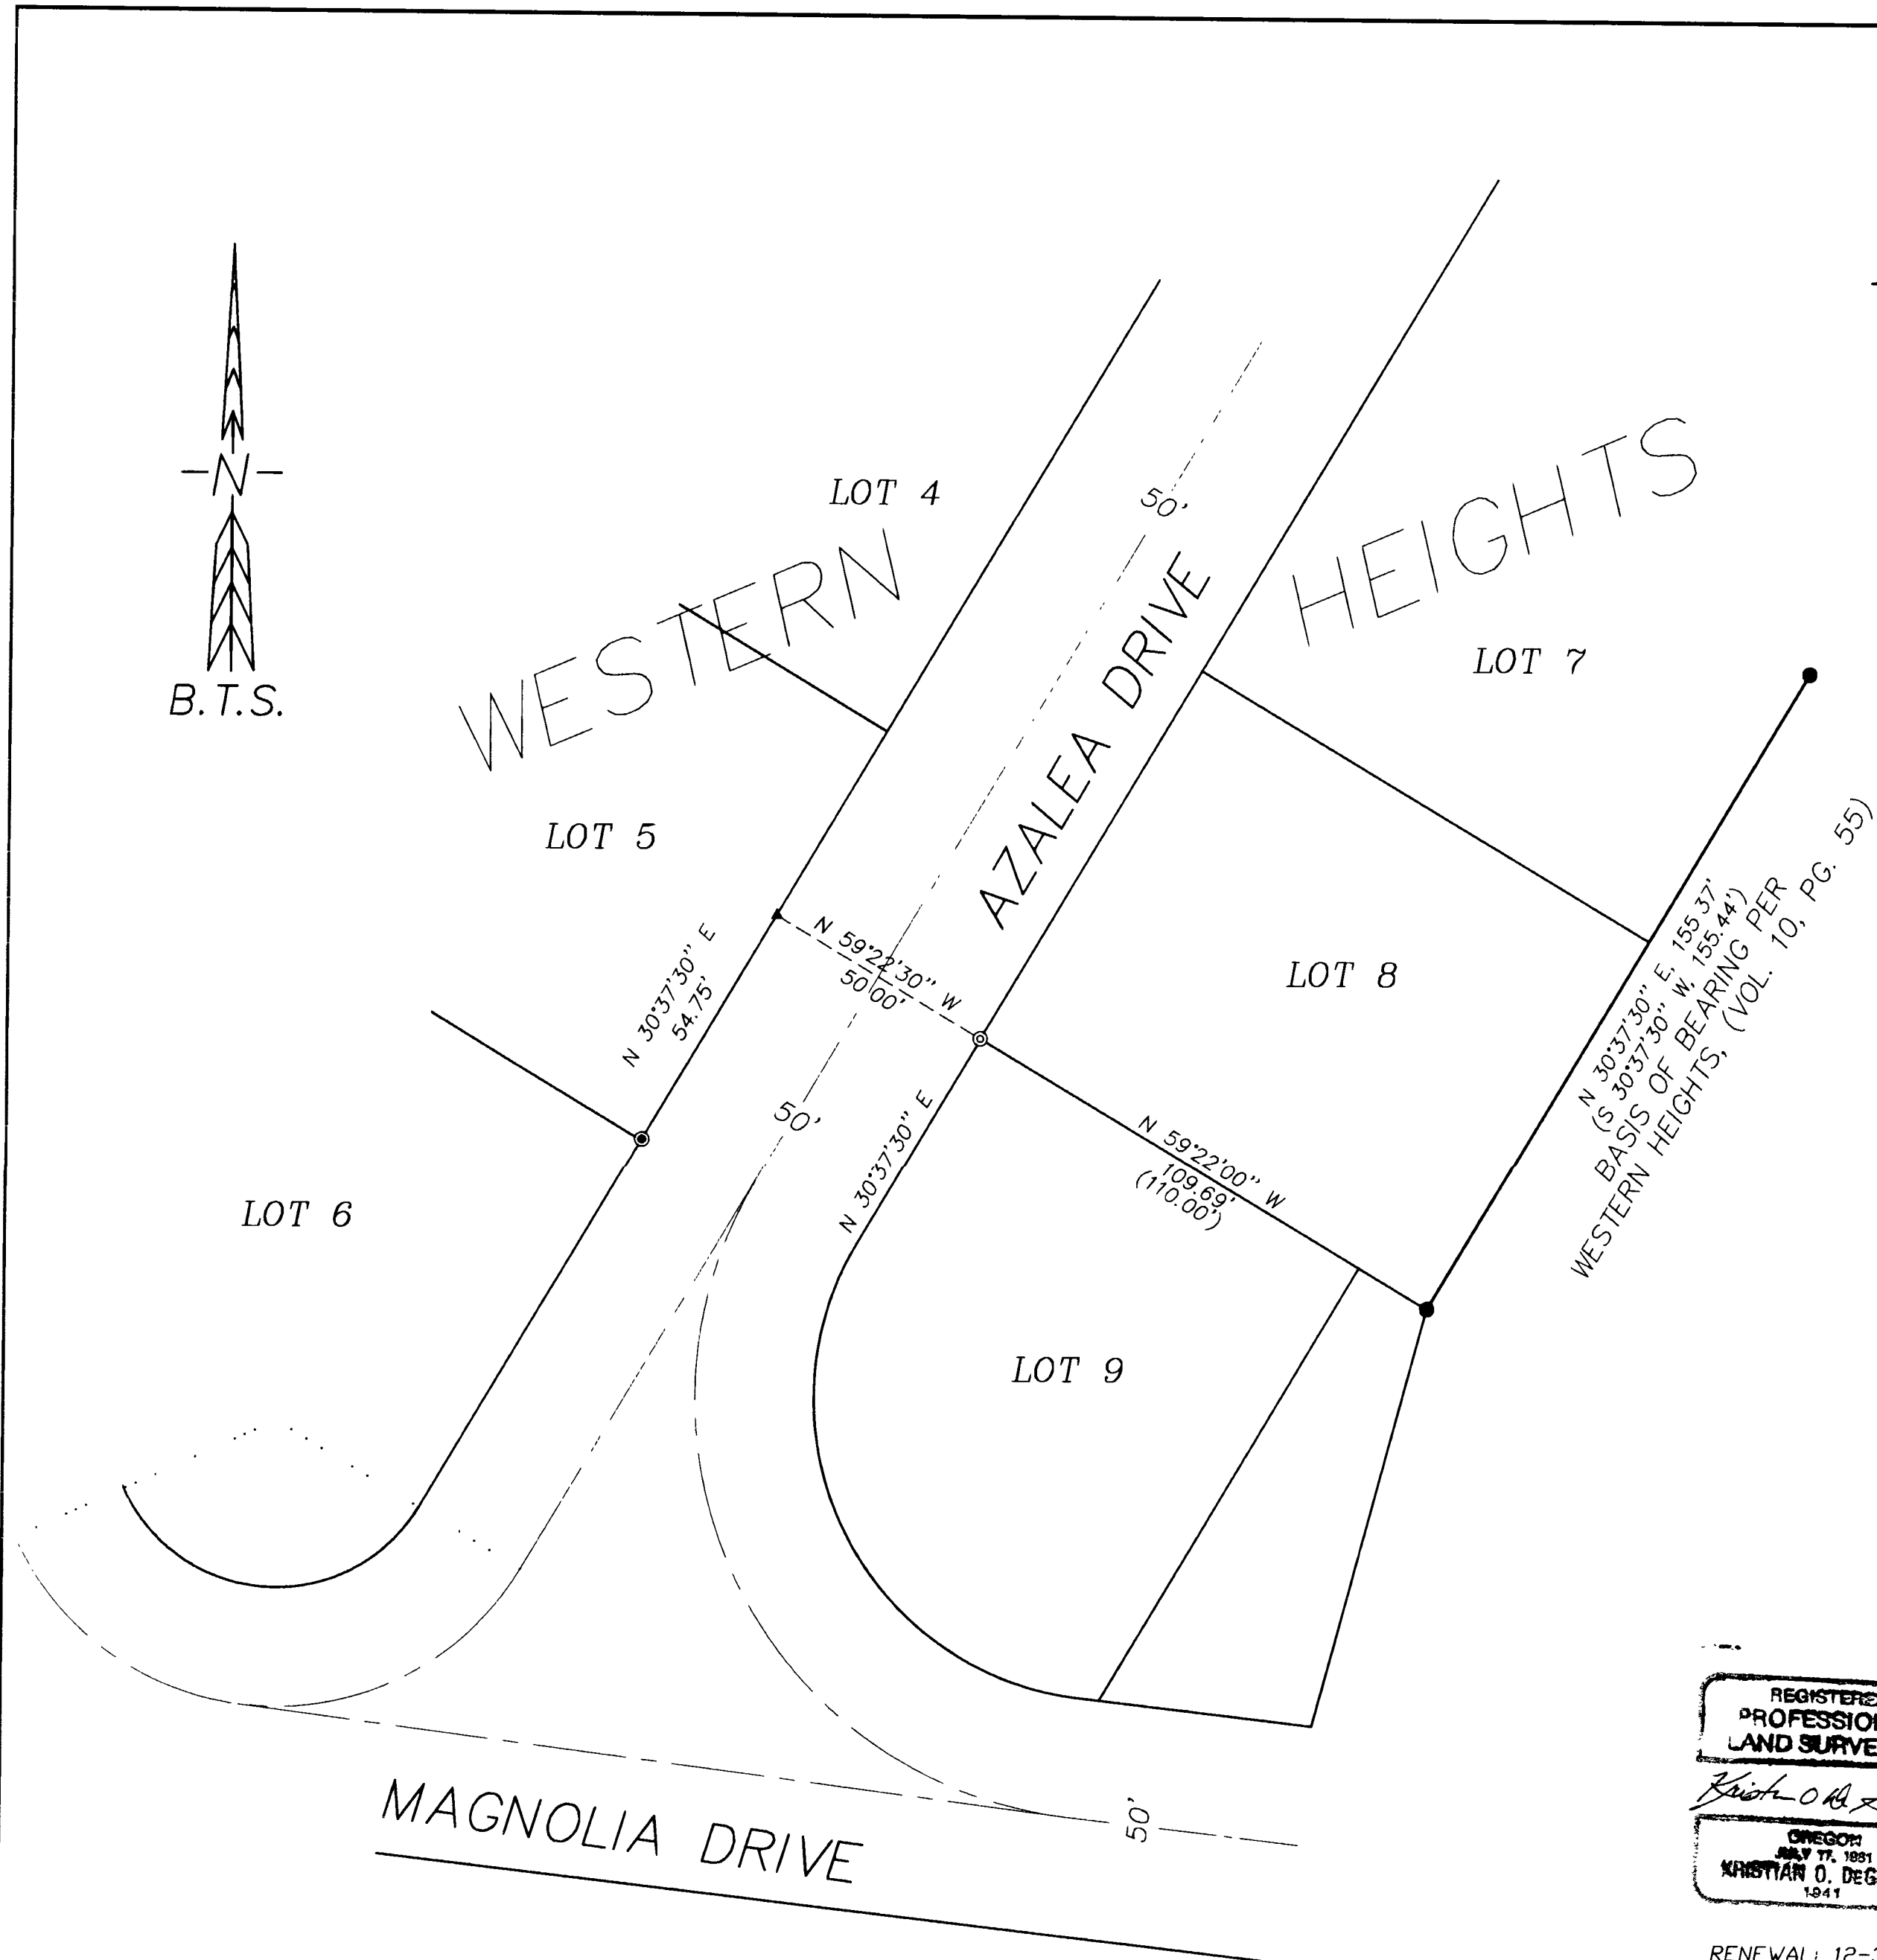 -N-
B.T.S.
WESTERN HEIGHTS
LOT 4
50'
AZALEA DRIVE
LOT 7
LOT 5
N 59°22'30" W
50.00'
LOT 8
N 30°37'30" E
54.75'
N 30°37'30" E, 155.37'
(S 30°37'30" W, 155.44')
BASIS OF BEARING PER
WESTERN HEIGHTS, (VOL. 10, PG. 55)
50'
N 30°37'30" E
N 59°22'00" W
109.69'
(110.00')
LOT 6
LOT 9
MAGNOLIA DRIVE
50'
REGISTERE
PROFESSIO
LAND SURVE
OREGON
JULY 17, 1981
KRISTIAN O. DEG
1941
RENEWAL: 12-